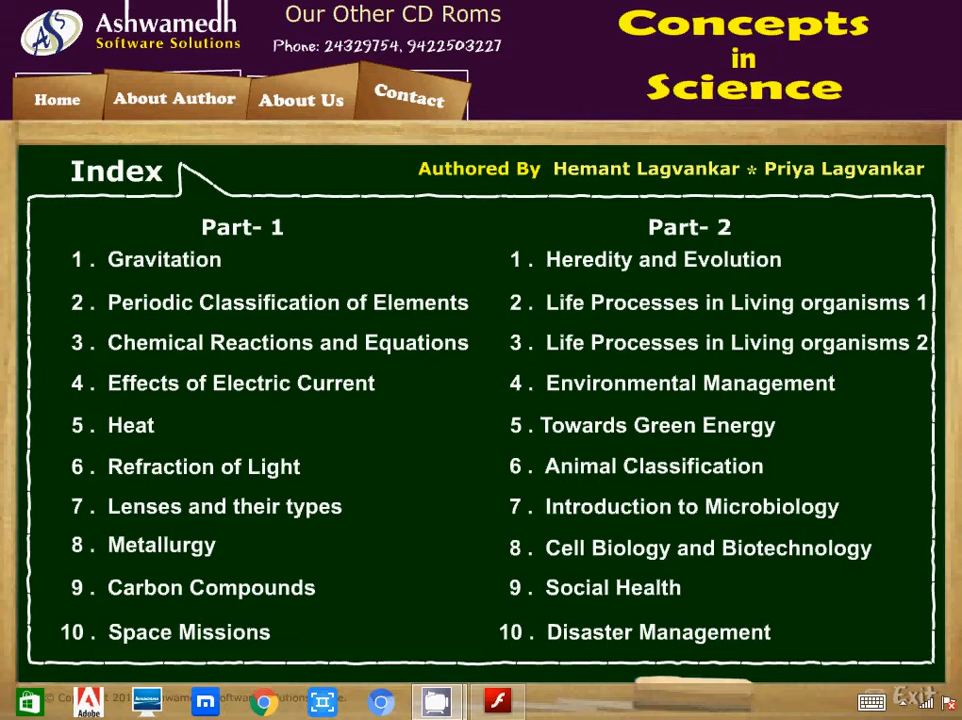 Ashwamedh
Software Solutions
Our Other CD Roms
Phone: 24329754, 9422503227
Concepts
in
Science
Home
About Author
About Us
Contact
Index
Authored By Hemant Lagvankar * Priya Lagvankar
Part- 1
1 . Gravitation
2 . Periodic Classification of Elements
3 . Chemical Reactions and Equations
4 . Effects of Electric Current
5 . Heat
6 . Refraction of Light
7 . Lenses and their types
8 . Metallurgy
9 . Carbon Compounds
10 . Space Missions
Part- 2
1 . Heredity and Evolution
2 . Life Processes in Living organisms 1
3 . Life Processes in Living organisms 2
4 . Environmental Management
5 . Towards Green Energy
6 . Animal Classification
7 . Introduction to Microbiology
8 . Cell Biology and Biotechnology
9 . Social Health
10 . Disaster Management
Adobe
Exit